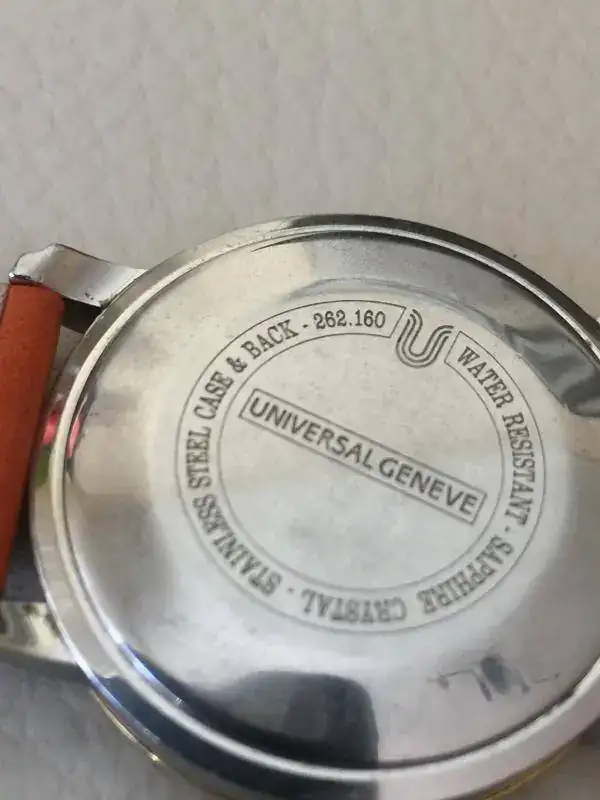 WATER RESISTANT - SAPPHIRE CRYSTAL - STAINLESS STEEL CASE & BACK - 262.160
UNIVERSAL GENEVE